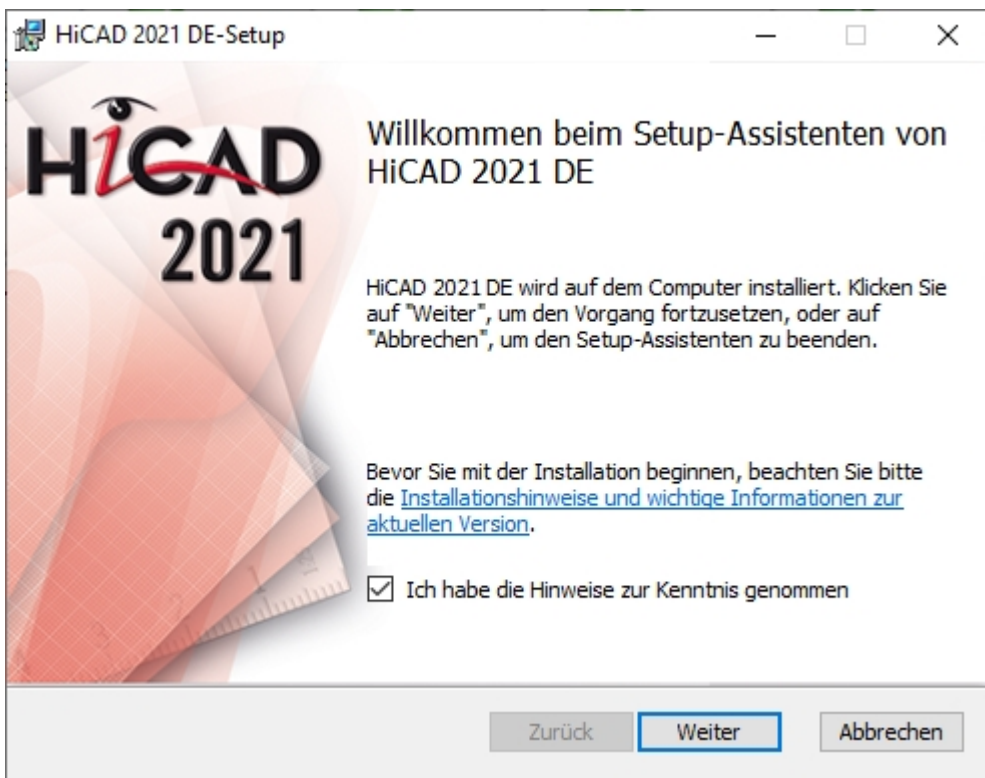 HiCAD 2021 DE-Setup
HiCAD
2021
Willkommen beim Setup-Assistenten von
HiCAD 2021 DE
HiCAD 2021 DE wird auf dem Computer installiert. Klicken Sie
auf "Weiter", um den Vorgang fortzusetzen, oder auf
"Abbrechen", um den Setup-Assistenten zu beenden.
Bevor Sie mit der Installation beginnen, beachten Sie bitte
die Installationshinweise und wichtige Informationen zur
aktuellen Version.
Ich habe die Hinweise zur Kenntnis genommen
Zurück
Weiter
Abbrechen